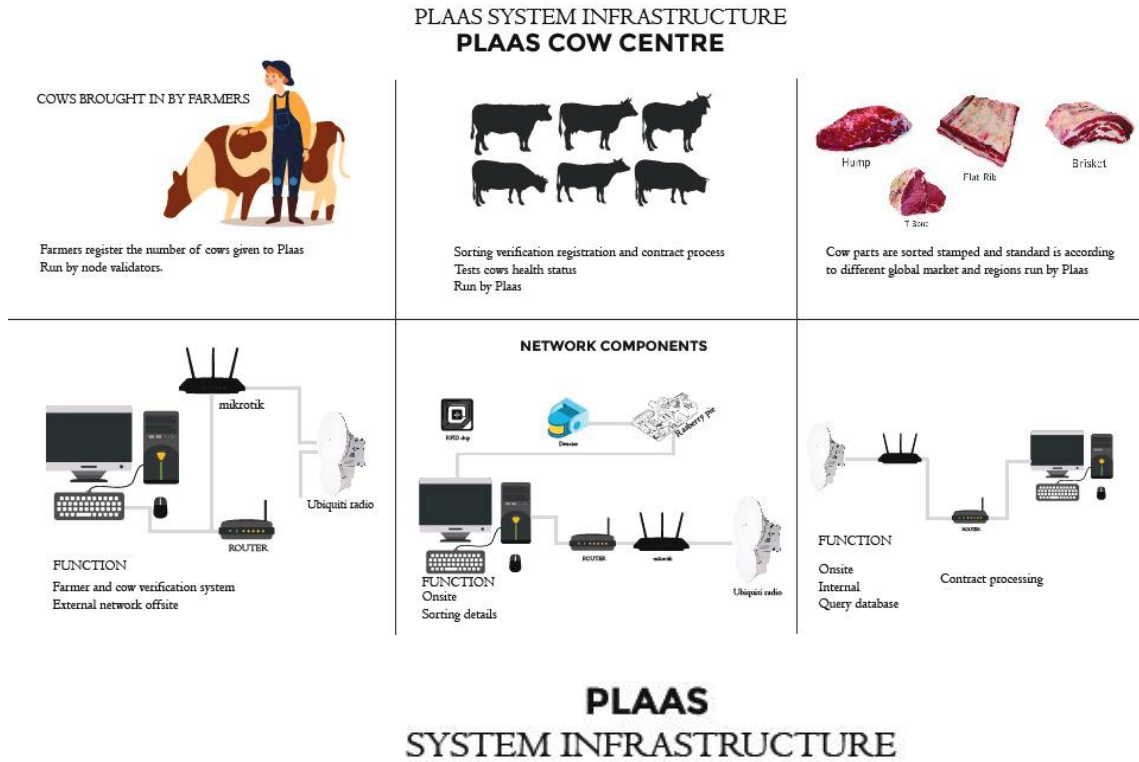 PLAAS SYSTEM INFRASTRUCTURE
PLAAS COW CENTRE
COWS BROUGHT IN BY FARMERS
Farmers register the number of cows given to Plaas
Run by node validators.
Sorting verification registration and contract process
Tests cows health status
Run by Plaas
Hump
Flat Rib
Brisket
T Bone
Cow parts are sorted stamped and standard is according
to different global market and regions run by Plaas
mikrotik
Ubiquiti radio
ROUTER
FUNCTION
Farmer and cow verification system
External network offsite
NETWORK COMPONENTS
RFID chip
Detector
Rasberry pie
ROUTER
mikrotik
Ubiquiti radio
FUNCTION
Onsite
Sorting details
ROUTER
FUNCTION
Onsite
Internal
Query database
Contract processing
PLAAS
SYSTEM INFRASTRUCTURE